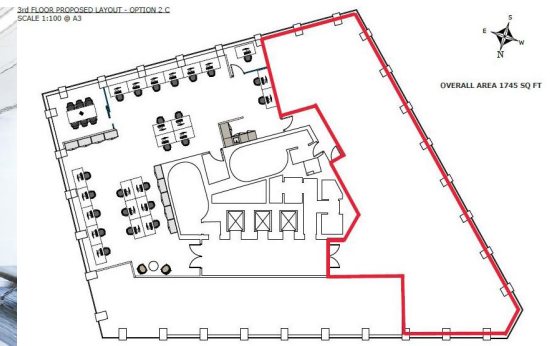 3rd FLOOR PROPOSED LAYOUT - OPTION 2 C
SCALE 1:100 @ A3
S
E
W
N
OVERALL AREA 1745 SQ FT